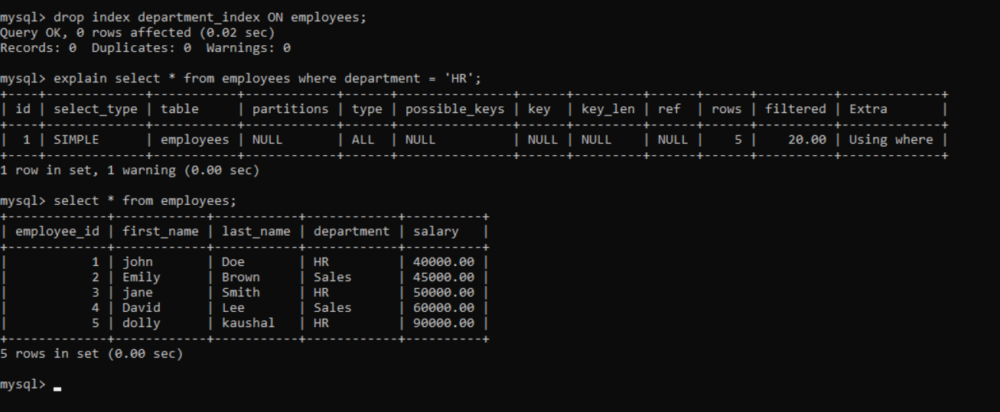 mysql> drop index department_index ON employees;
Query OK, 0 rows affected (0.02 sec)
Records: 0  Duplicates: 0  Warnings: 0
mysql> explain select * from employees where department = 'HR';
+----+-------------+-----------+------------+------+---------------+------+---------+------+------+----------+-------------+
| id | select_type | table     | partitions | type | possible_keys | key  | key_len | ref  | rows | filtered | Extra       |
+----+-------------+-----------+------------+------+---------------+------+---------+------+------+----------+-------------+
|  1 | SIMPLE      | employees | NULL       | ALL  | NULL          | NULL | NULL    | NULL |    5 |    20.00 | Using where |
+----+-------------+-----------+------------+------+---------------+------+---------+------+------+----------+-------------+
1 row in set, 1 warning (0.00 sec)
mysql> select * from employees;
+-------------+------------+-----------+------------+----------+
| employee_id | first_name | last_name | department | salary   |
+-------------+------------+-----------+------------+----------+
|           1 | john       | Doe       | HR         | 40000.00 |
|           2 | Emily      | Brown     | Sales      | 45000.00 |
|           3 | jane       | Smith     | HR         | 50000.00 |
|           4 | David      | Lee       | Sales      | 60000.00 |
|           5 | dolly      | kaushal   | HR         | 90000.00 |
+-------------+------------+-----------+------------+----------+
5 rows in set (0.00 sec)
mysql> _